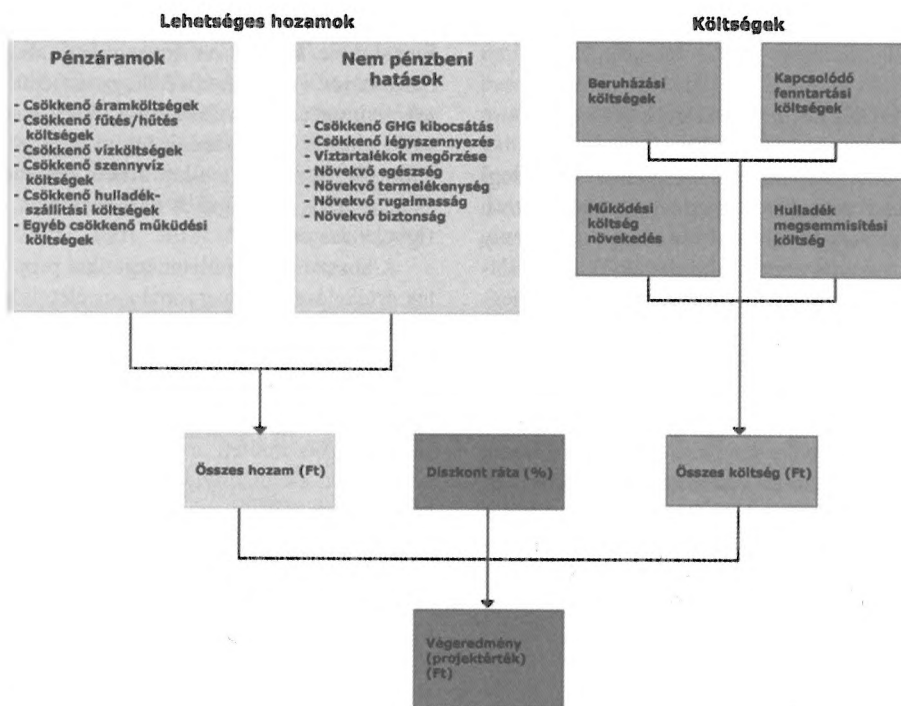 Lehetséges hozamok
Költségek
Pénzáramok
- Csökkenő áramköltségek
- Csökkenő fűtés/hűtés
költségek
- Csökkenő vízköltségek
- Csökkenő szennyvíz
költségek
- Csökkenő hulladék-
szállítási költségek
- Egyéb csökkenő működési
költségek
Nem pénzbeni
hatások
- Csökkenő GHG kibocsátás
- Csökkenő légyszennyezés
- Víztartalékok megőrzése
- Növekvő egészség
- Növekvő termelékenység
- Növekvő rugalmasság
- Növekvő biztonság
Beruházási
költségek
Kapcsolódó
fenntartási
költségek
Működési
költség
növekedés
Hulladék
megsemmisítési
költség
Összes hozam (Ft)
Diszkont ráta (%)
Összes költség (Ft)
Végeredmény
(projektérték)
(Ft)